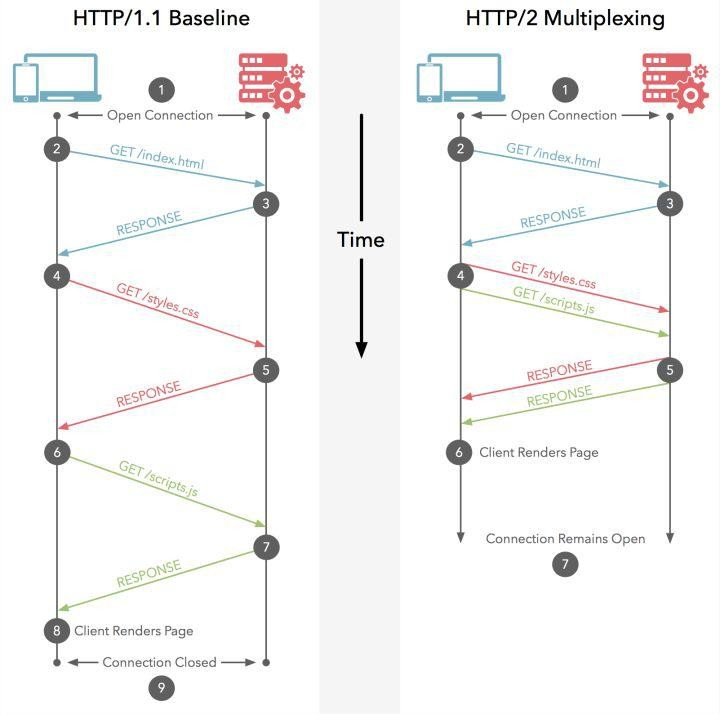 HTTP/1.1 Baseline
1
Open Connection
2
GET /index.html
3
RESPONSE
4
GET /styles.css
5
RESPONSE
6
GET /scripts.js
7
RESPONSE
8 Client Renders Page
Connection Closed
9
Time
HTTP/2 Multiplexing
1
Open Connection
2
GET /index.html
3
RESPONSE
4
GET /styles.css
GET /scripts.js
5
RESPONSE
RESPONSE
6 Client Renders Page
Connection Remains Open
7